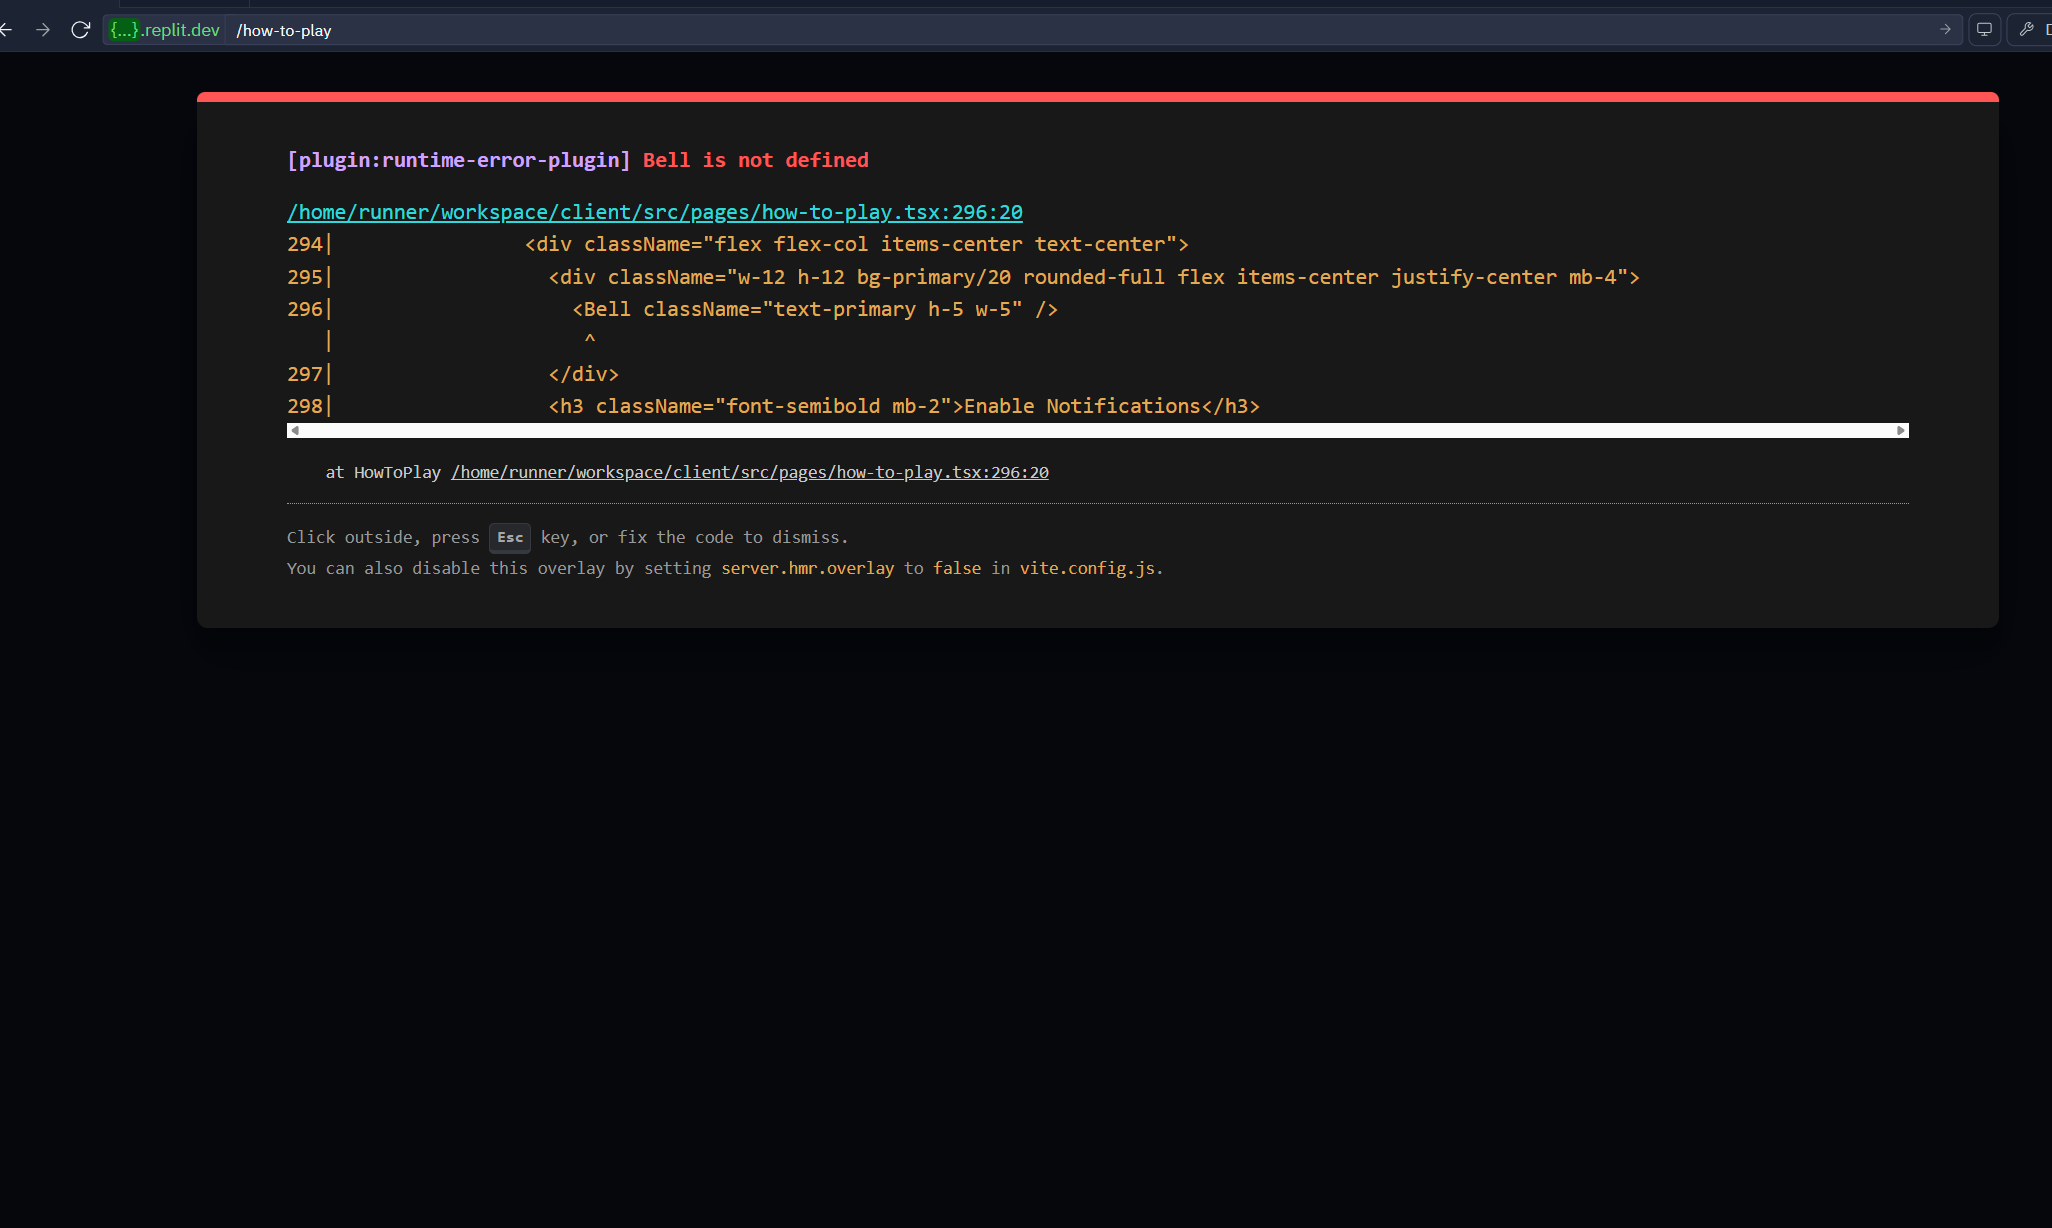 {...}.replit.dev /how-to-play
[plugin:runtime-error-plugin] Bell is not defined
/home/runner/workspace/client/src/pages/how-to-play.tsx:296:20
294|                <div className="flex flex-col items-center text-center">
295|                  <div className="w-12 h-12 bg-primary/20 rounded-full flex items-center justify-center mb-4">
296|                    <Bell className="text-primary h-5 w-5" />
   |                     ^
297|                  </div>
298|                  <h3 className="font-semibold mb-2">Enable Notifications</h3>
at HowToPlay /home/runner/workspace/client/src/pages/how-to-play.tsx:296:20
Click outside, press Esc key, or fix the code to dismiss.
You can also disable this overlay by setting server.hmr.overlay to false in vite.config.js.